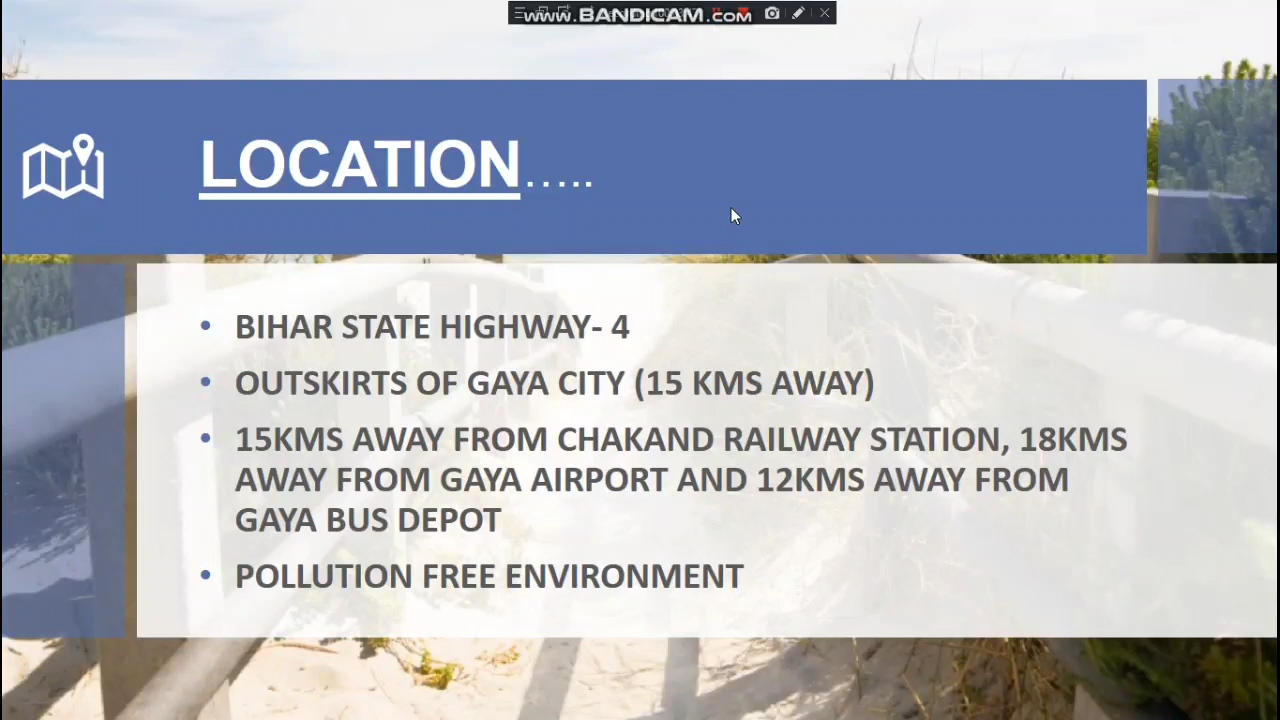 www.BANDICAM.com
LOCATION.....
• BIHAR STATE HIGHWAY- 4
• OUTSKIRTS OF GAYA CITY (15 KMS AWAY)
• 15KMS AWAY FROM CHAKAND RAILWAY STATION, 18KMS
AWAY FROM GAYA AIRPORT AND 12KMS AWAY FROM
GAYA BUS DEPOT
• POLLUTION FREE ENVIRONMENT